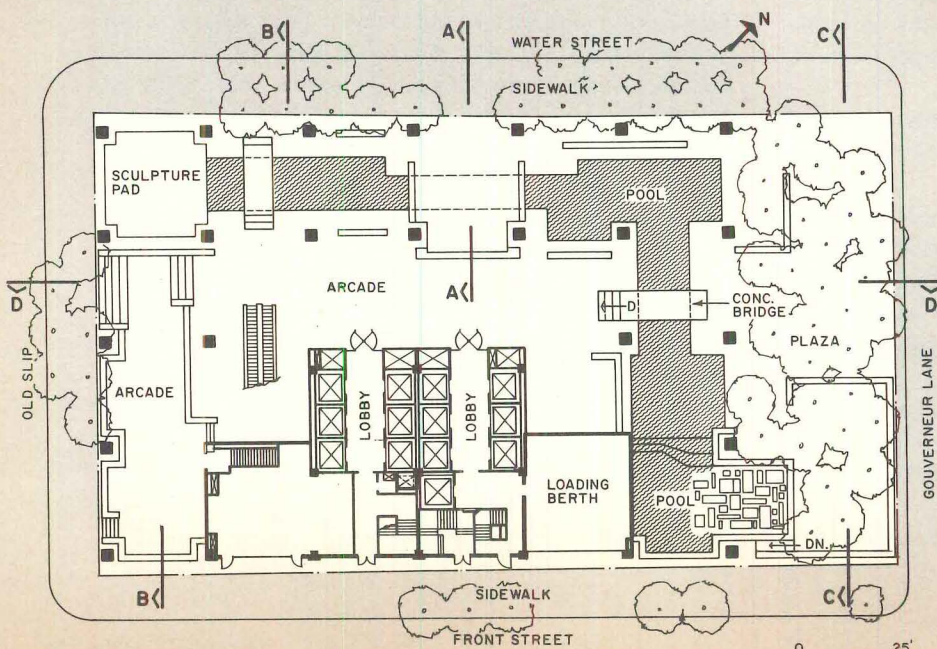 B
A
C
N
WATER STREET
SIDEWALK
SCULPTURE
PAD
POOL
D
ARCADE
A
D
CONC.
BRIDGE
D
PLAZA
OLD SLIP
ARCADE
LOBBY
LOBBY
GOUVERNEUR LANE
LOADING
BERTH
POOL
DN.
B
SIDEWALK
C
FRONT STREET
0 25'